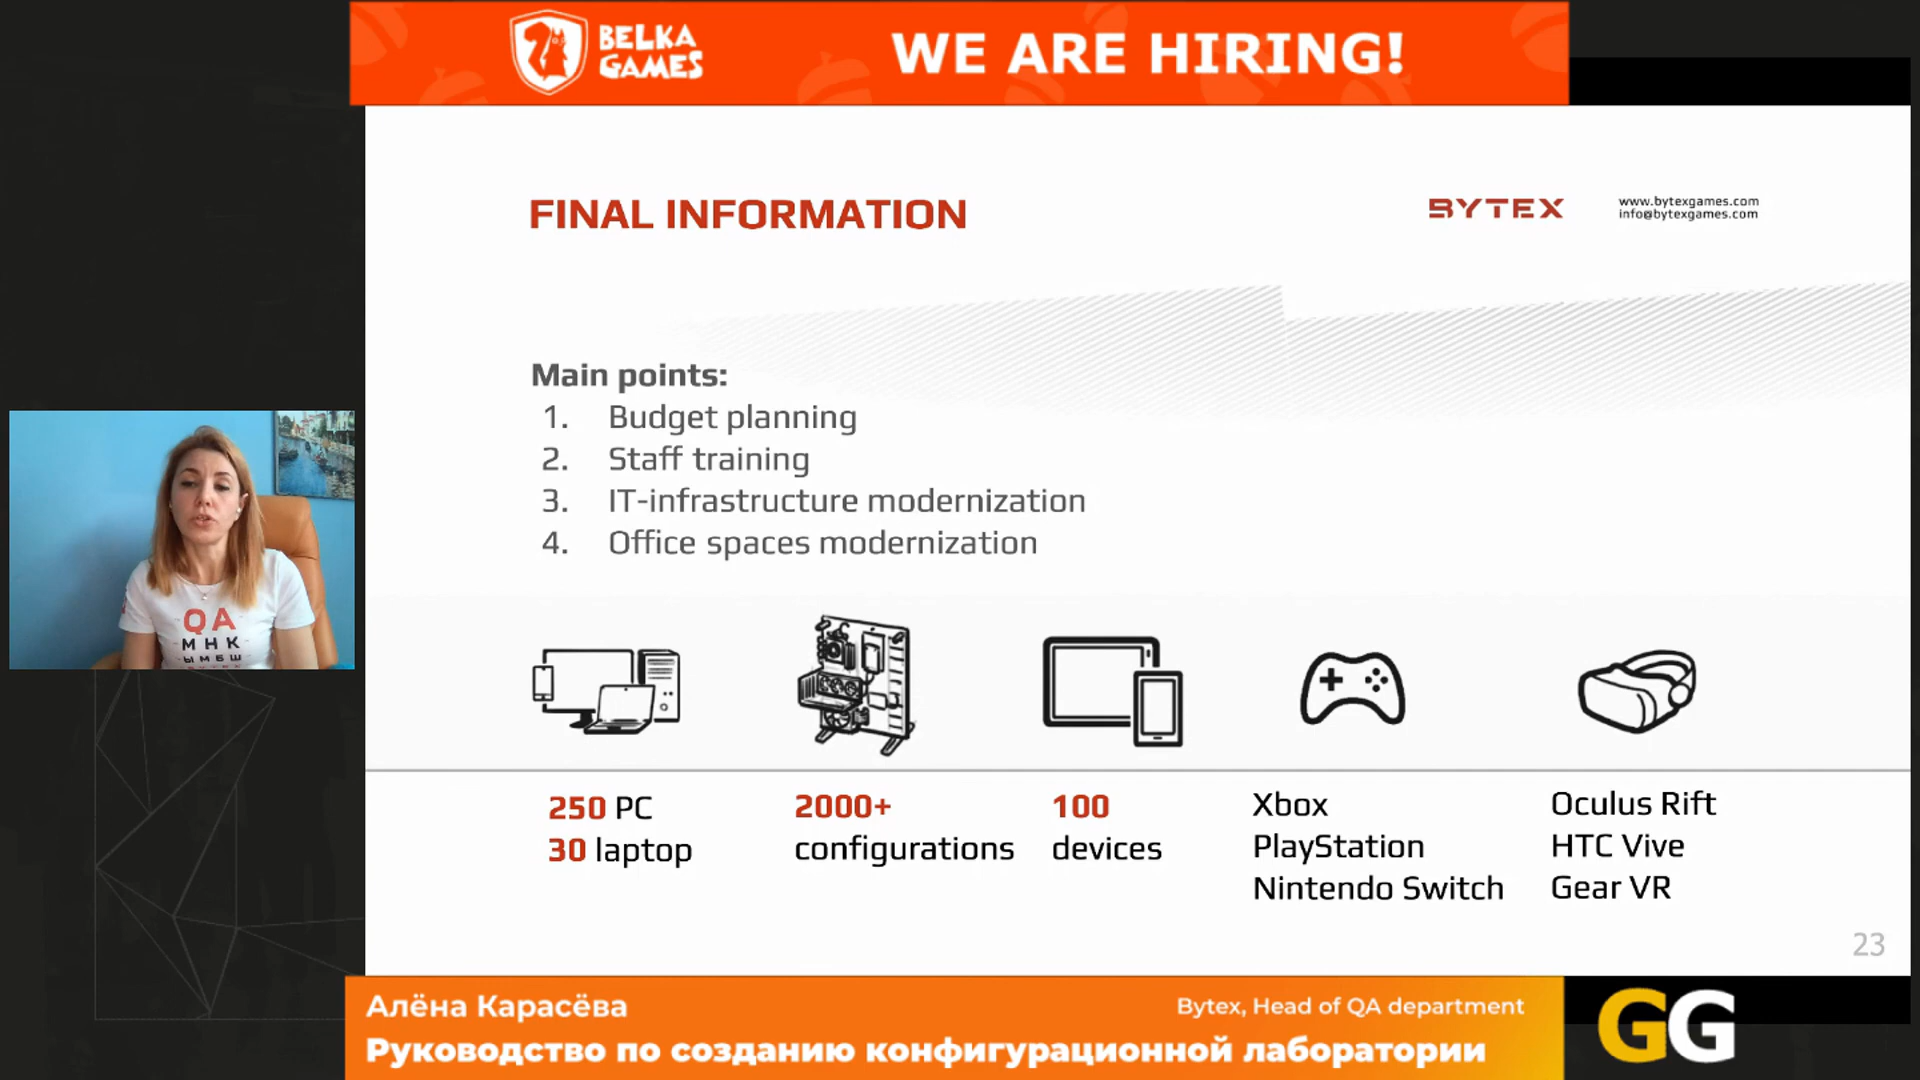 BELKA
GAMES
WE ARE HIRING!
FINAL INFORMATION
BYTEX
www.bytexgames.com
info@bytexgames.com
Main points:
1. Budget planning
2. Staff training
3. IT-infrastructure modernization
4. Office spaces modernization
QA
МНК
ЫМБШ
BYTEX
250 PC
30 laptop
2000+
configurations
100
devices
Xbox
PlayStation
Nintendo Switch
Oculus Rift
HTC Vive
Gear VR
23
Алёна Карасёва
Bytex, Head of QA department
Руководство по созданию конфигурационной лаборатории
GG